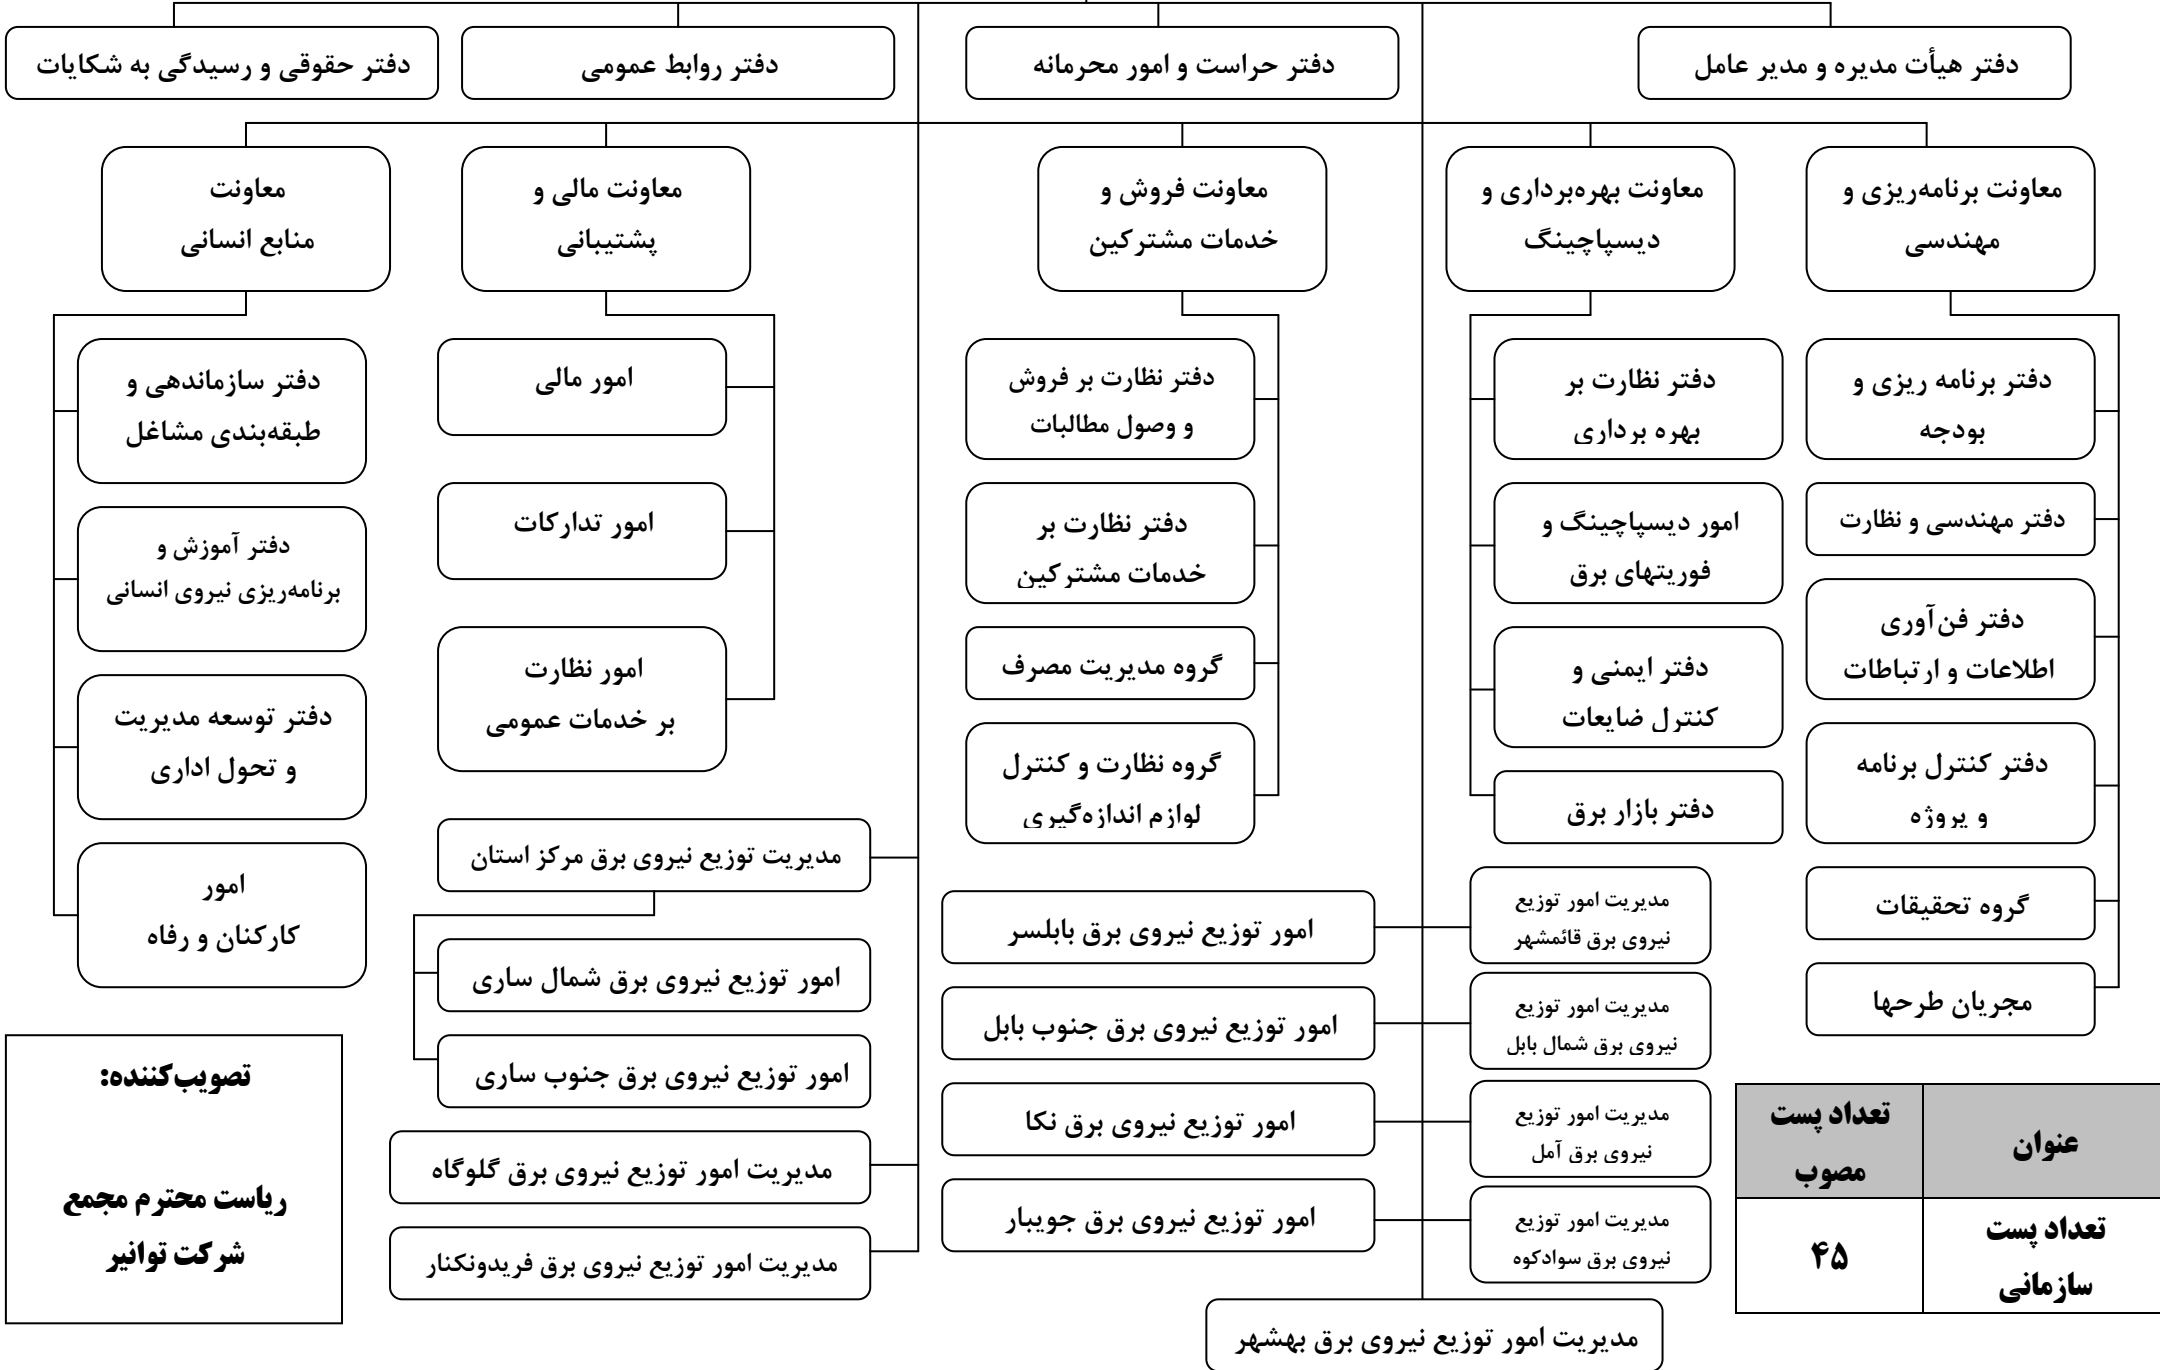 دفتر هیأت مدیره و مدیر عامل
دفتر حراست و امور محرمانه
دفتر روابط عمومی
دفتر حقوقی و رسیدگی به شکایات
معاونت برنامه‌ریزی و
مهندسی
معاونت بهره‌برداری و
دیسپاچینگ
معاونت فروش و
خدمات مشترکین
معاونت مالی و
پشتیبانی
معاونت
منابع انسانی
دفتر برنامه ریزی و
بودجه
دفتر مهندسی و نظارت
دفتر فن‌آوری
اطلاعات و ارتباطات
دفتر کنترل برنامه
و پروژه
گروه تحقیقات
مجریان طرحها
دفتر نظارت بر
بهره برداری
امور دیسپاچینگ و
فوریتهای برق
دفتر ایمنی و
کنترل ضایعات
دفتر بازار برق
دفتر نظارت بر فروش
و وصول مطالبات
دفتر نظارت بر
خدمات مشترکین
گروه مدیریت مصرف
گروه نظارت و کنترل
لوازم اندازه‌گیری
امور مالی
امور تدارکات
امور نظارت
بر خدمات عمومی
دفتر سازماندهی و
طبقه‌بندی مشاغل
دفتر آموزش و
برنامه‌ریزی نیروی انسانی
دفتر توسعه مدیریت
و تحول اداری
امور
کارکنان و رفاه
مدیریت امور توزیع
نیروی برق قائمشهر
مدیریت امور توزیع
نیروی برق شمال بابل
مدیریت امور توزیع
نیروی برق آمل
مدیریت امور توزیع
نیروی برق سوادکوه
امور توزیع نیروی برق بابلسر
امور توزیع نیروی برق جنوب بابل
امور توزیع نیروی برق نکا
امور توزیع نیروی برق جویبار
مدیریت امور توزیع نیروی برق بهشهر
مدیریت توزیع نیروی برق مرکز استان
امور توزیع نیروی برق شمال ساری
امور توزیع نیروی برق جنوب ساری
مدیریت امور توزیع نیروی برق گلوگاه
مدیریت امور توزیع نیروی برق فریدونکنار
عنوان
تعداد پست
مصوب
تعداد پست
سازمانی
۴۵
تصویب‌کننده:
ریاست محترم مجمع
شرکت توانیر